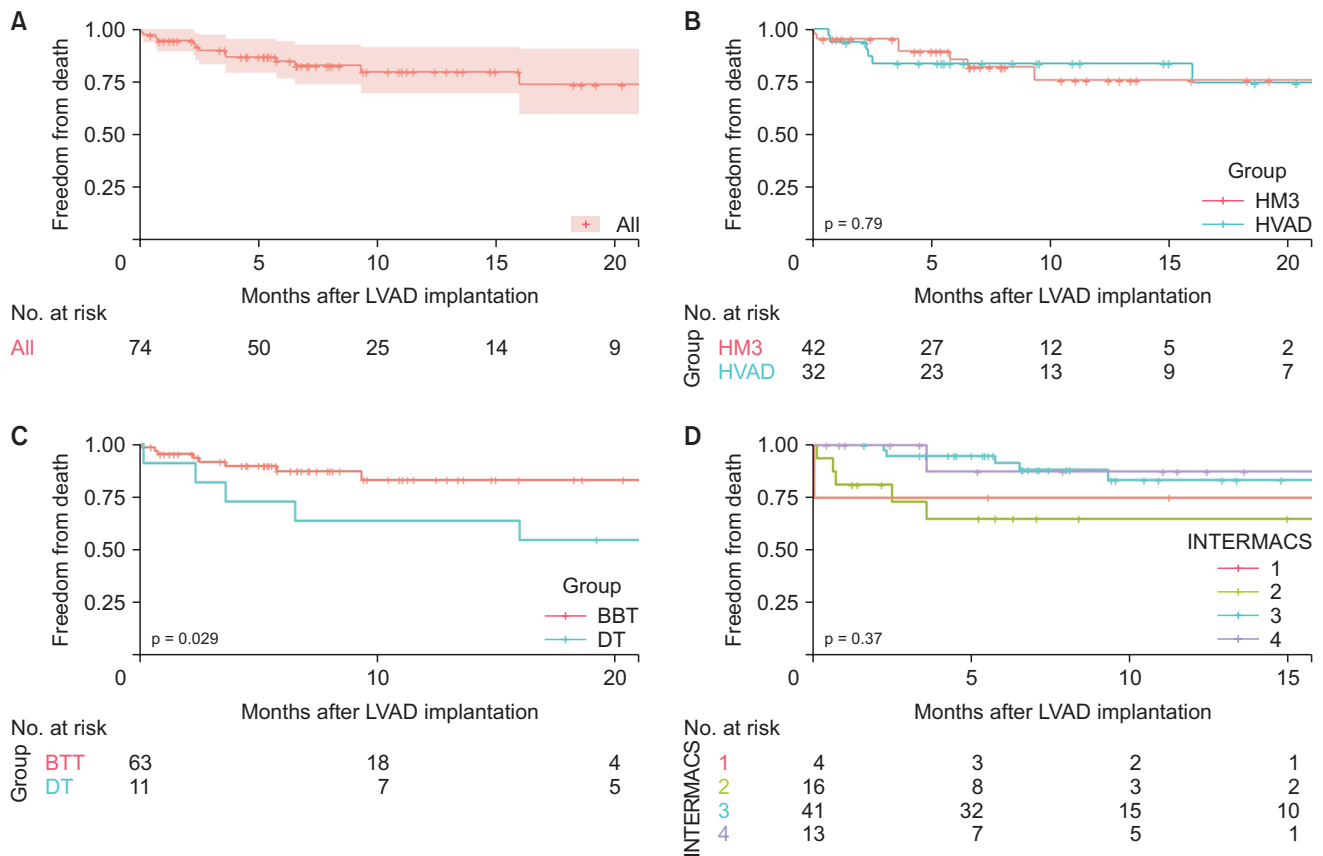 A
1.00
0.75
0.50
0.25
Freedom from death
All
0 5 10 15 20
Months after LVAD implantation
No. at risk
All 74 50 25 14 9
B
1.00
0.75
0.50
0.25
Freedom from death
Group
HM3
HVAD
p = 0.79
0 5 10 15 20
Months after LVAD implantation
No. at risk
Group
HM3 42 27 12 5 2
HVAD 32 23 13 9 7
C
1.00
0.75
0.50
0.25
Freedom from death
Group
BBT
DT
p = 0.029
0 10 20
Months after LVAD implantation
No. at risk
Group
BTT 63 18 4
DT 11 7 5
D
1.00
0.75
0.50
0.25
Freedom from death
INTERMACS
1
2
3
4
p = 0.37
0 5 10 15
Months after LVAD implantation
No. at risk
INTERMACS
1 4 3 2 1
2 16 8 3 2
3 41 32 15 10
4 13 7 5 1